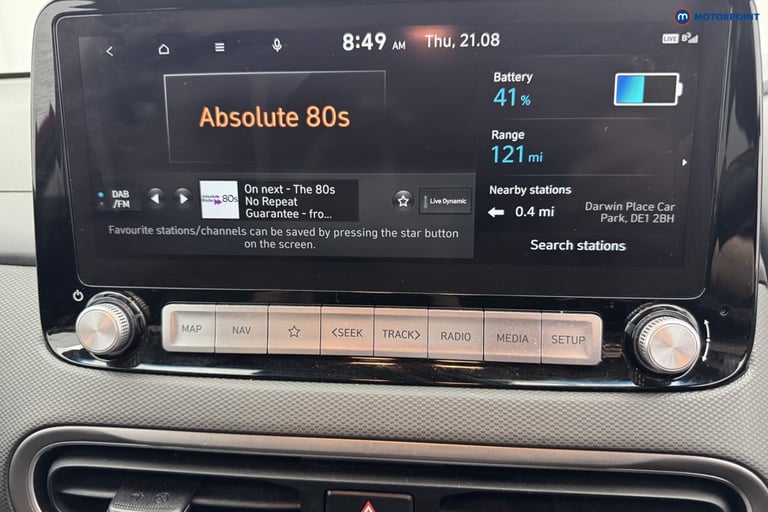 MOTORPOINT
8:49 AM Thu, 21.08
LIVE
Absolute 80s
Battery
41 %
Range
121 mi
Nearby stations
0.4 mi
Darwin Place Car
Park, DE1 2BH
Search stations
DAB
/FM
80s
On next - The 80s
No Repeat
Guarantee - fro...
Live Dynamic
Favourite stations/channels can be saved by pressing the star button
on the screen.
MAP NAV <SEEK TRACK> RADIO MEDIA SETUP